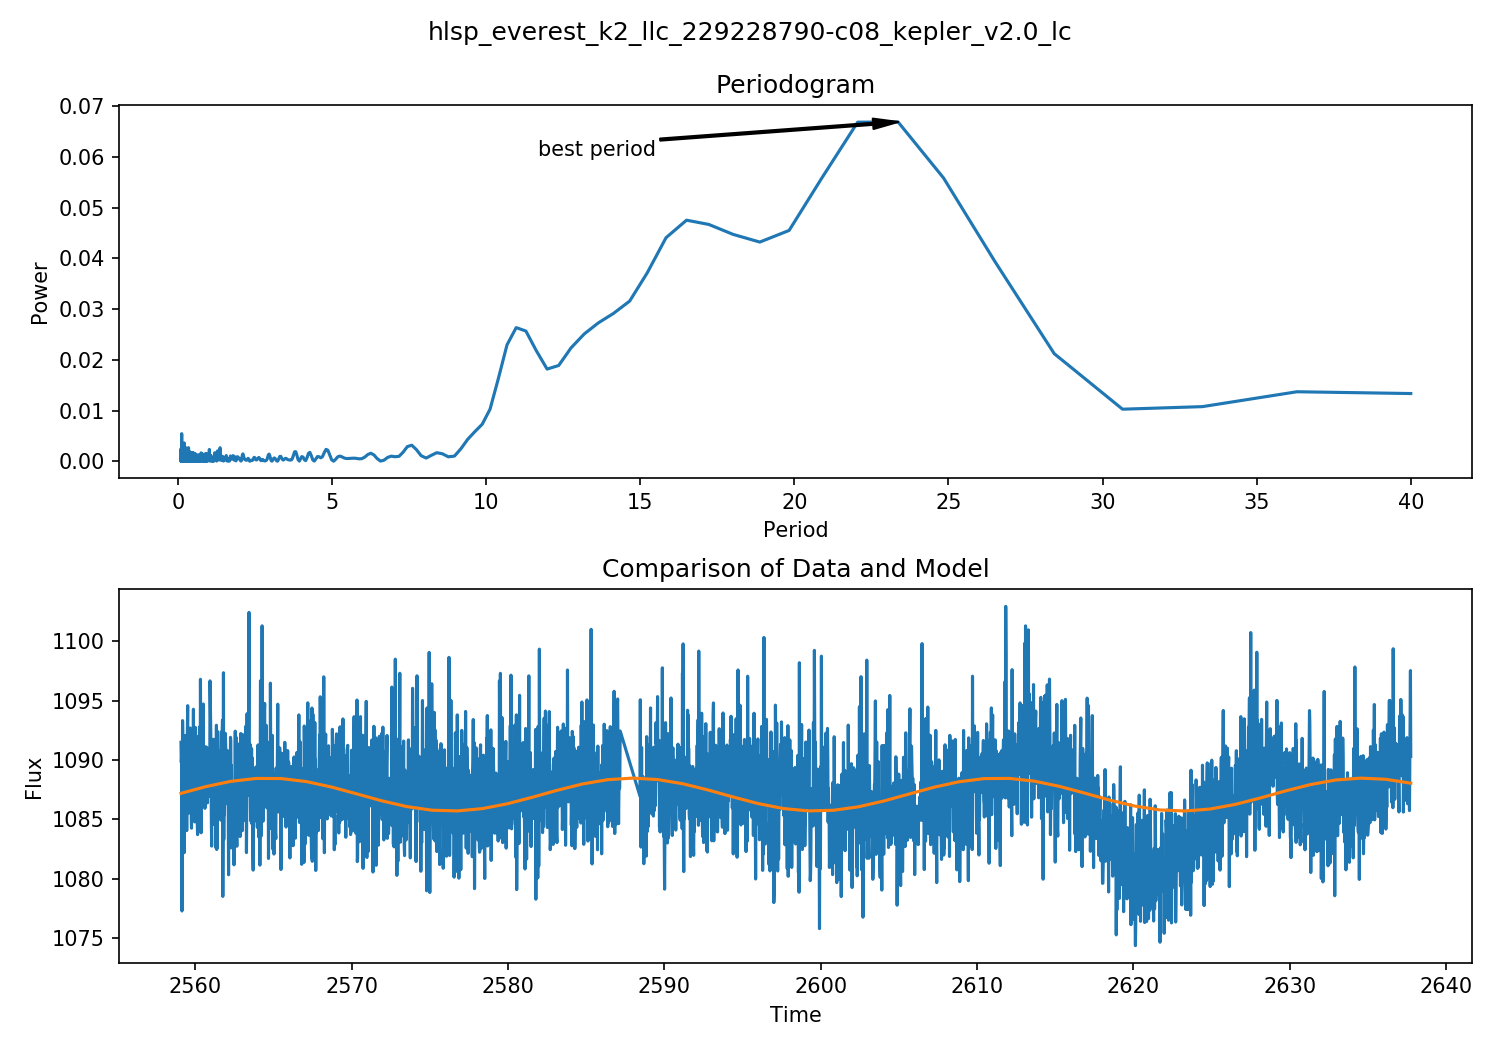 hlsp_everest_k2_llc_229228790-c08_kepler_v2.0_lc
Periodogram
0.07
0.06
0.05
0.04
0.03
0.02
0.01
0.00
Power
best period
0 5 10 15 20 25 30 35 40
Period
Comparison of Data and Model
1100
1095
1090
1085
1080
1075
Flux
2560 2570 2580 2590 2600 2610 2620 2630 2640
Time